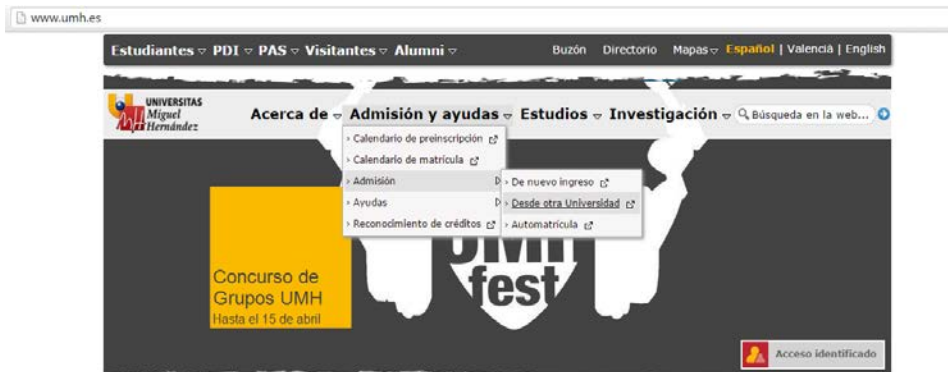 www.umh.es
Estudiantes PDI PAS Visitantes Alumni Buzón Directorio Mapas Español | Valencià | English
UNIVERSITAS
Miguel
Hernández
Acerca de Admisión y ayudas Estudios Investigación Búsqueda en la web...
Calendario de preinscripción
Calendario de matrícula
Admisión
De nuevo ingreso
Ayudas
Desde otra Universidad
Reconocimiento de créditos
Automatrícula
UMH
fest
Concurso de
Grupos UMH
Hasta el 15 de abril
Acceso identificado